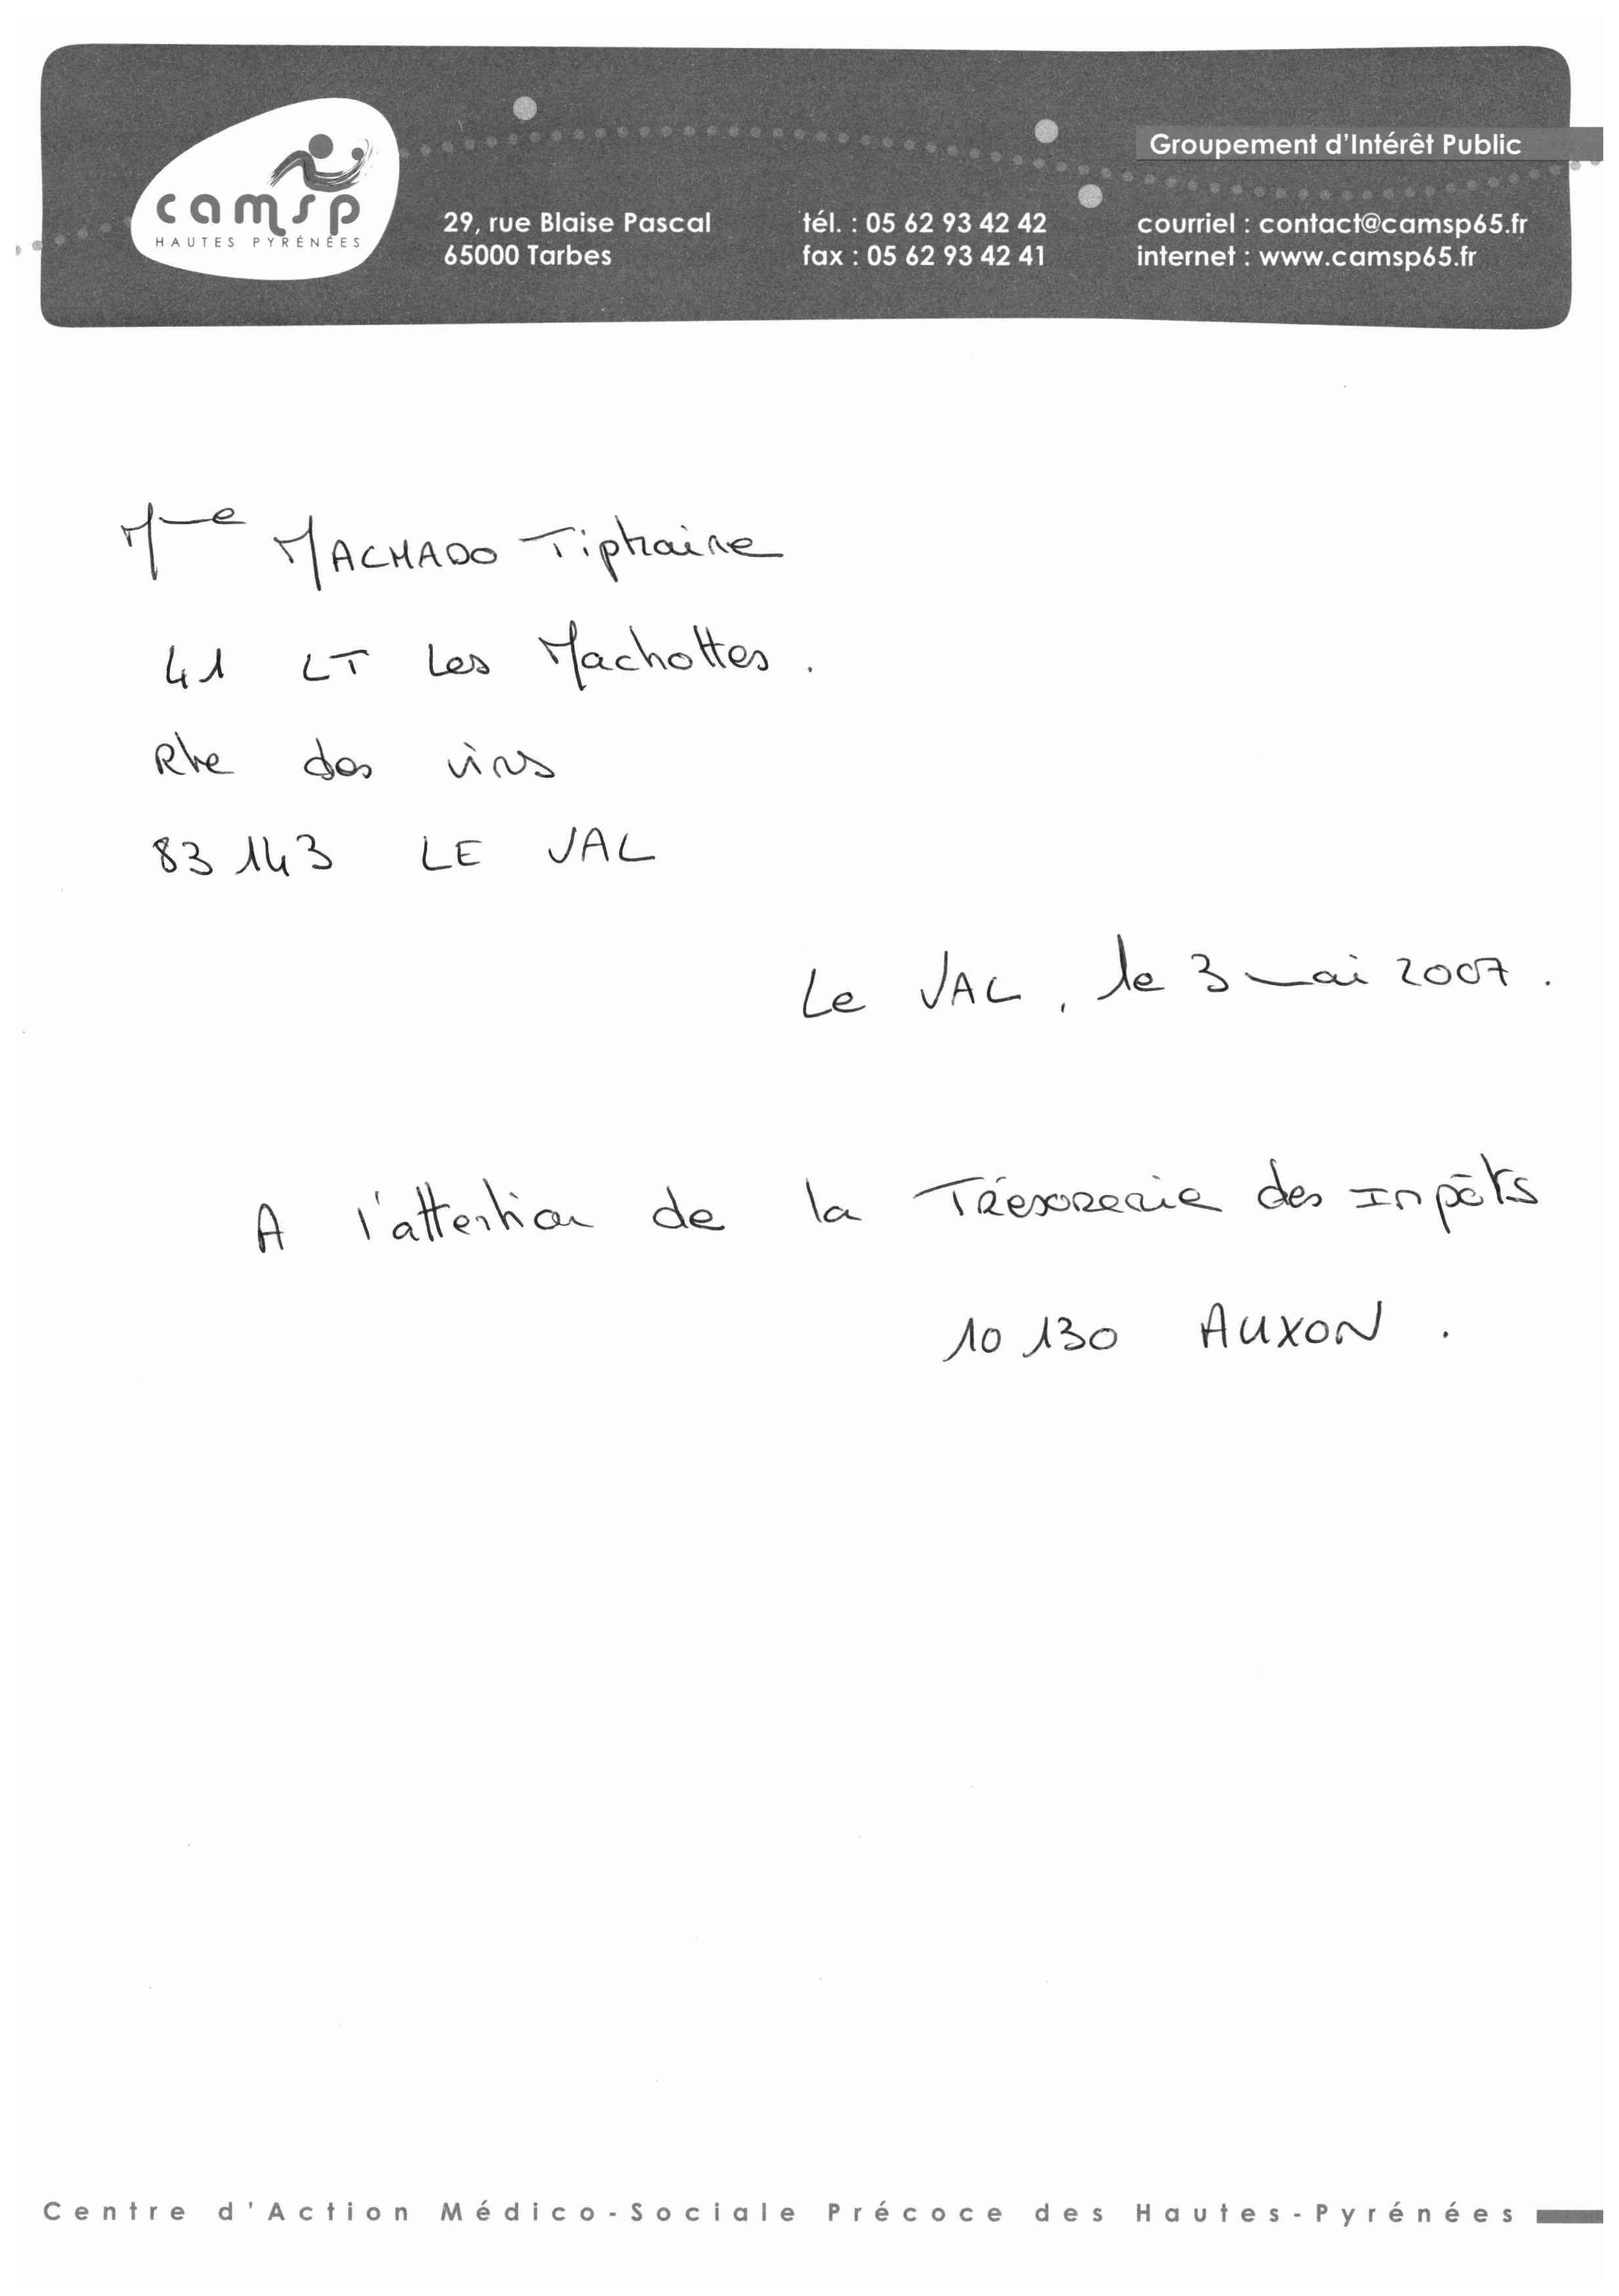 camsp
HAUTES PYRÉNÉES
Groupement d'Intérêt Public
29, rue Blaise Pascal
65000 Tarbes
tél. : 05 62 93 42 42
fax : 05 62 93 42 41
courriel : contact@camsp65.fr
internet : www.camsp65.fr
Mme MACHADO Tiphaine
41 LT Les Machottes.
Rte des vins
83 143 LE VAL
Le VAL, le 3 mai 2007.
A l'attention de la Trésorerie des Impôts
10 130 AUXON.
Centre d'Action Médico-Sociale Précoce des Hautes-Pyrénées